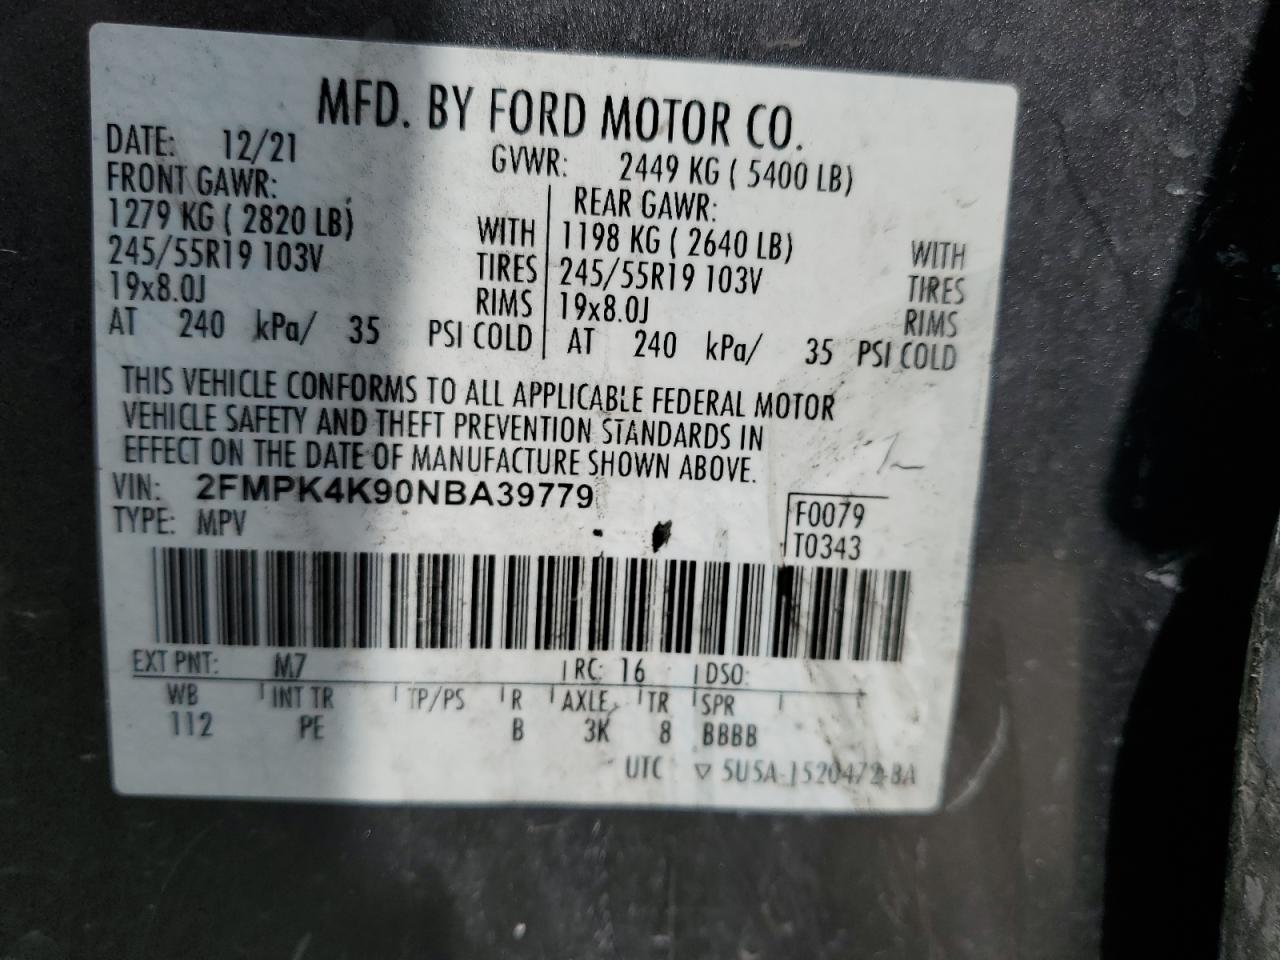 MFD. BY FORD MOTOR CO.
DATE: 12/21 GVWR: 2449 KG ( 5400 LB)
FRONT GAWR: REAR GAWR:
1279 KG ( 2820 LB) WITH 1198 KG ( 2640 LB) WITH
245/55R19 103V TIRES 245/55R19 103V TIRES
19x8.0J RIMS 19x8.0J RIMS
AT 240 kPa/ 35 PSI COLD AT 240 kPa/ 35 PSI COLD
THIS VEHICLE CONFORMS TO ALL APPLICABLE FEDERAL MOTOR
VEHICLE SAFETY AND THEFT PREVENTION STANDARDS IN
EFFECT ON THE DATE OF MANUFACTURE SHOWN ABOVE.
VIN: 2FMPK4K90NBA39779
TYPE: MPV
F0079
T0343
EXT PNT: M7 RC: 16 DSO:
WB INT TR TP/PS R AXLE TR SPR
112 PE B 3K 8 BBBB
UTC ▽ 5U5A-1520472-BA